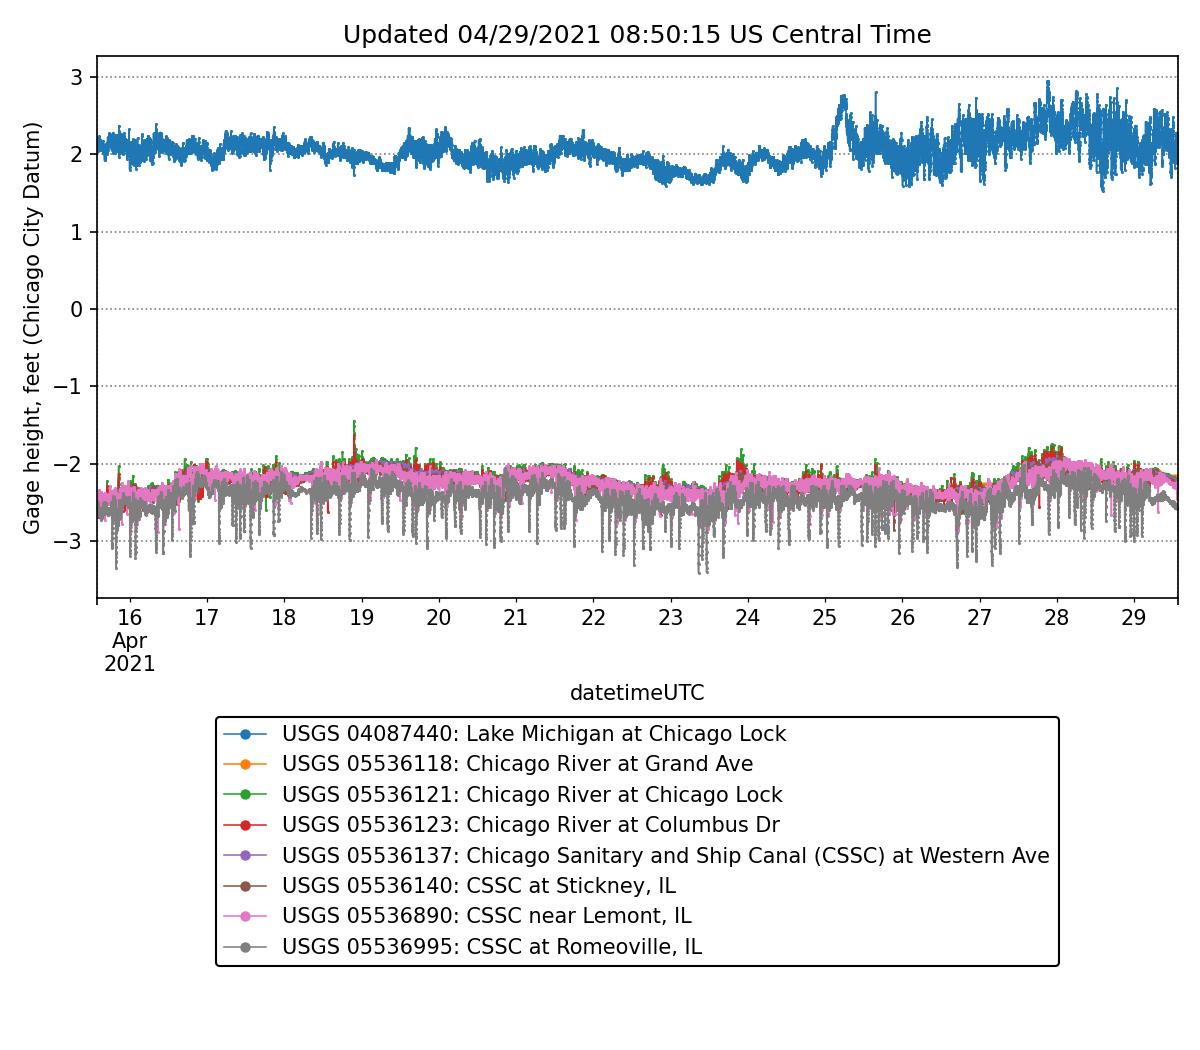 Updated 04/29/2021 08:50:15 US Central Time
Gage height, feet (Chicago City Datum)
3
2
1
0
−1
−2
−3
16 17 18 19 20 21 22 23 24 25 26 27 28 29
Apr
2021
datetimeUTC
USGS 04087440: Lake Michigan at Chicago Lock
USGS 05536118: Chicago River at Grand Ave
USGS 05536121: Chicago River at Chicago Lock
USGS 05536123: Chicago River at Columbus Dr
USGS 05536137: Chicago Sanitary and Ship Canal (CSSC) at Western Ave
USGS 05536140: CSSC at Stickney, IL
USGS 05536890: CSSC near Lemont, IL
USGS 05536995: CSSC at Romeoville, IL